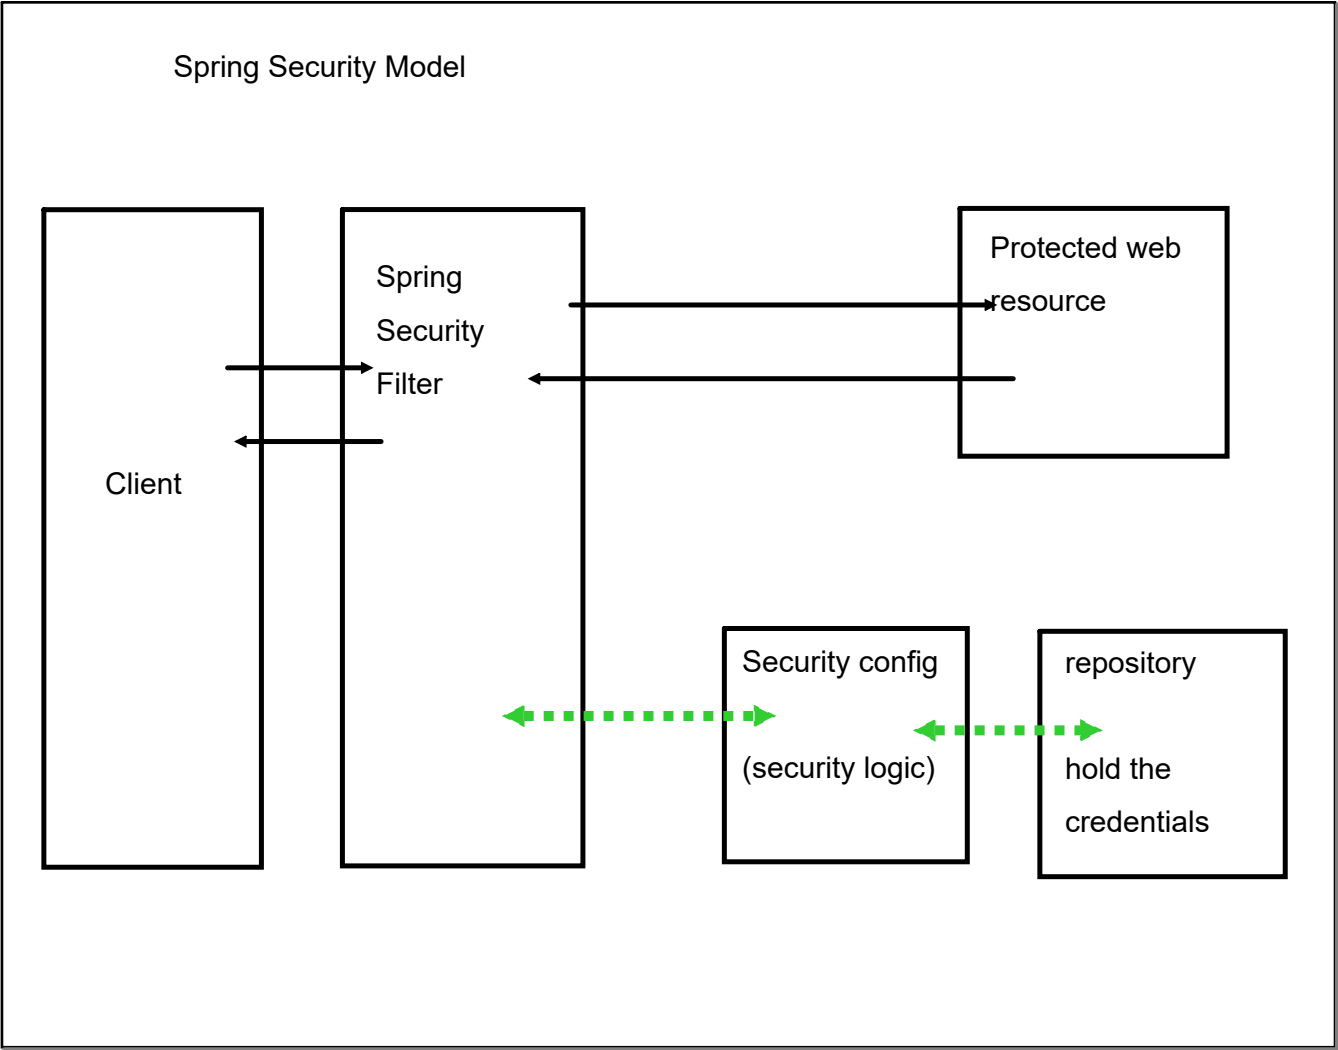 Spring Security Model
Client
Spring
Security
Filter
Protected web
resource
Security config
(security logic)
repository
hold the
credentials